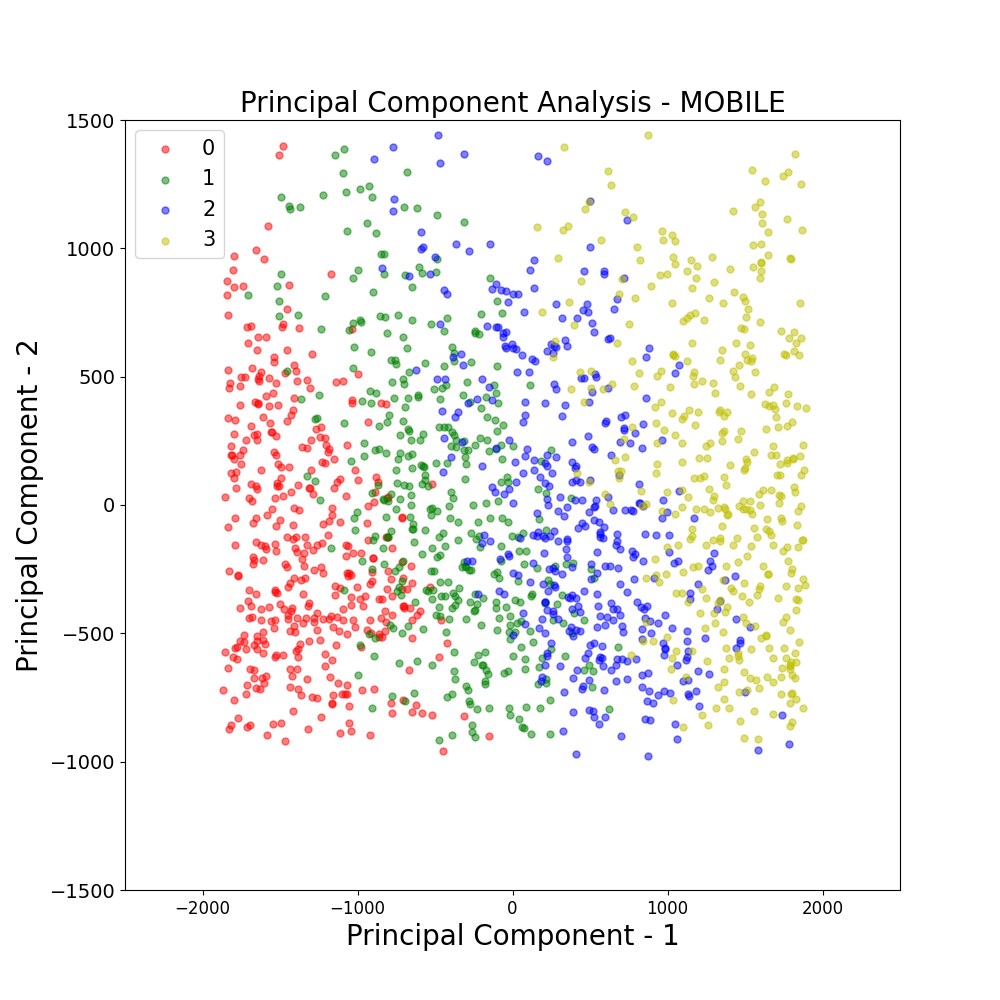 Principal Component Analysis - MOBILE
0
1
2
3
Principal Component - 2
1500
1000
500
0
−500
−1000
−1500
−2000 −1000 0 1000 2000
Principal Component - 1